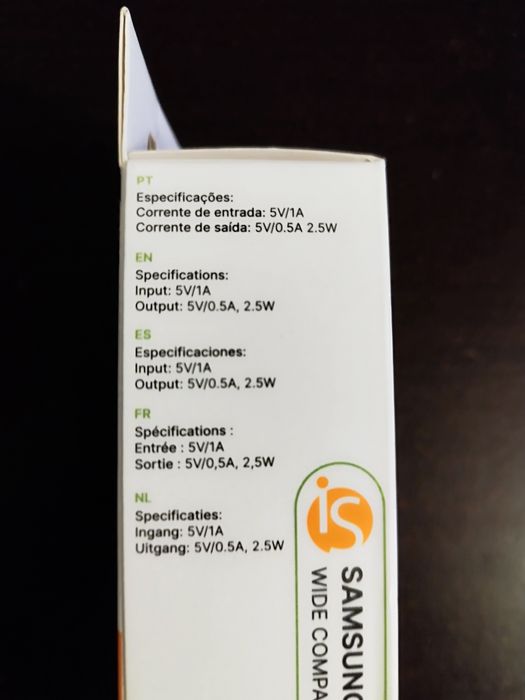 PT
Especificações:
Corrente de entrada: 5V/1A
Corrente de saída: 5V/0.5A 2.5W
EN
Specifications:
Input: 5V/1A
Output: 5V/0.5A, 2.5W
ES
Especificaciones:
Input: 5V/1A
Output: 5V/0.5A, 2.5W
FR
Spécifications :
Entrée : 5V/1A
Sortie : 5V/0,5A, 2,5W
NL
Specificaties:
Ingang: 5V/1A
Uitgang: 5V/0.5A, 2.5W
is
SAMSUNG
WIDE COMPA